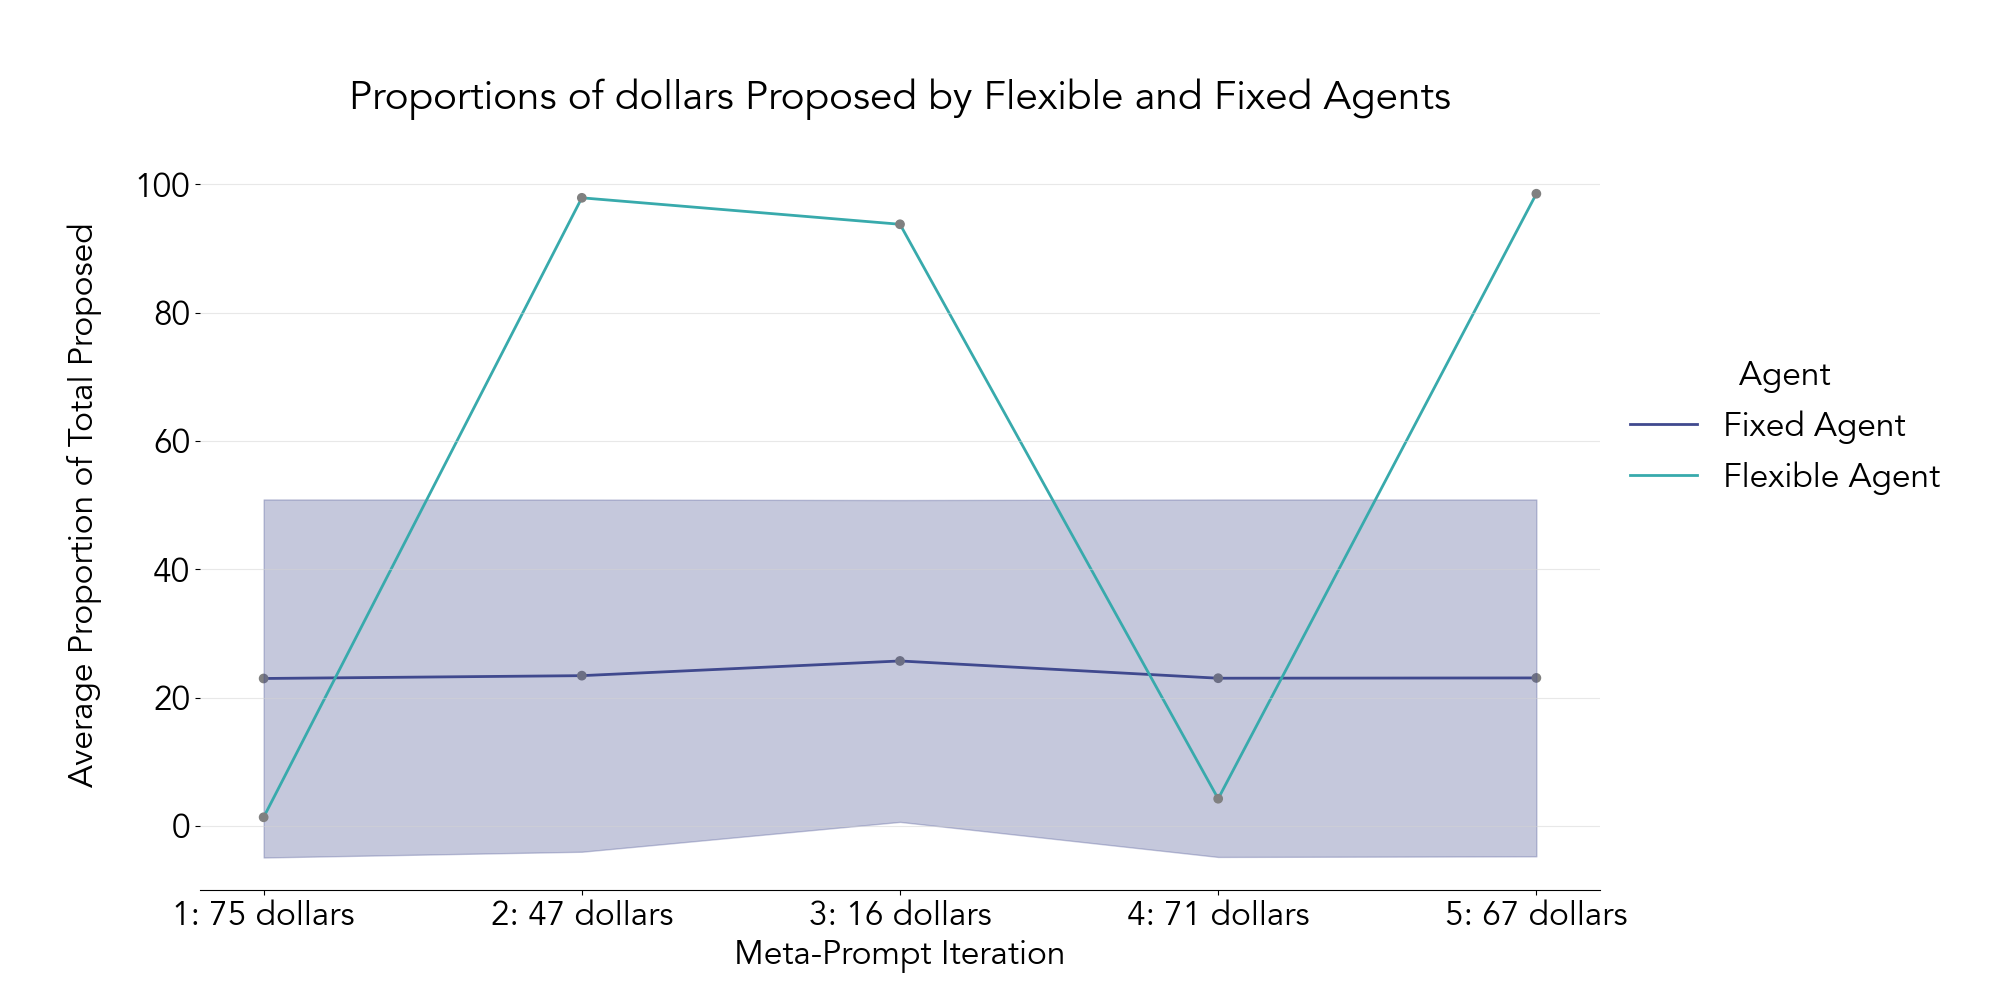 Proportions of dollars Proposed by Flexible and Fixed Agents
Average Proportion of Total Proposed
100
80
60
40
20
0
1: 75 dollars
2: 47 dollars
3: 16 dollars
4: 71 dollars
5: 67 dollars
Meta-Prompt Iteration
Agent
Fixed Agent
Flexible Agent